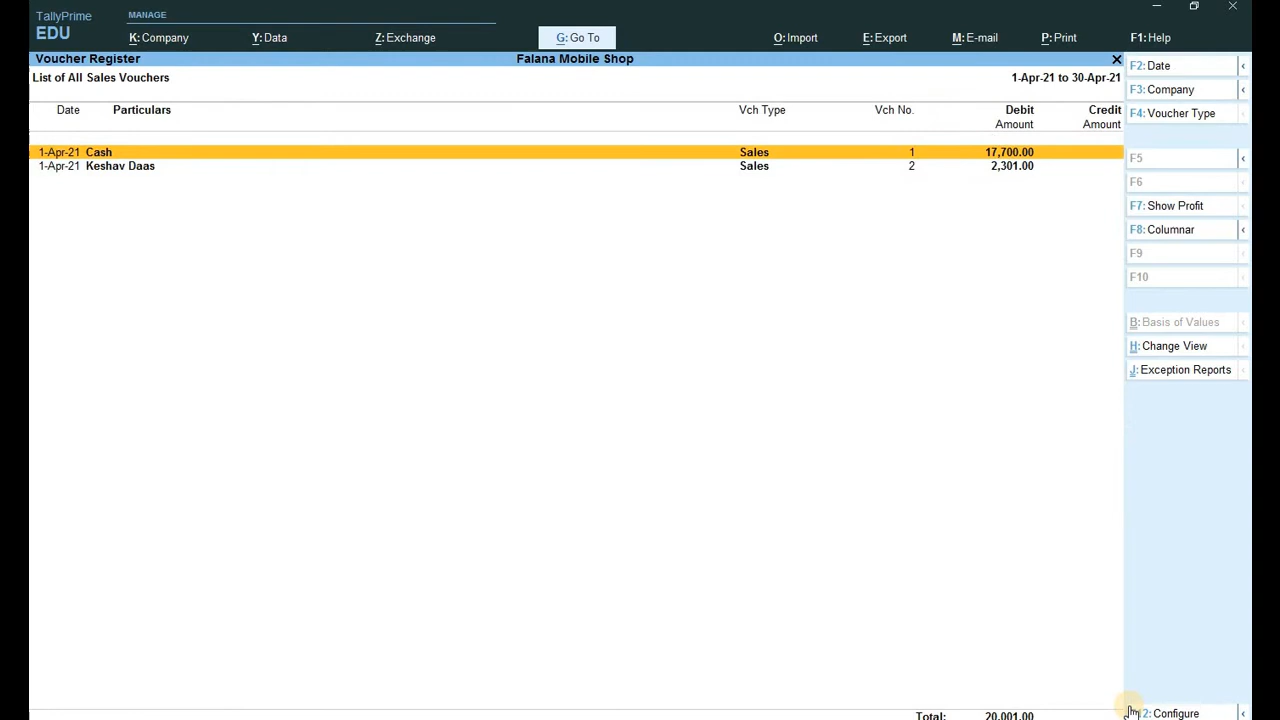 TallyPrime
EDU
MANAGE
K:Company Y:Data Z:Exchange G:Go To O:Import E:Export M:E-mail P:Print F1:Help
Voucher Register Falana Mobile Shop
List of All Sales Vouchers 1-Apr-21 to 30-Apr-21
Date Particulars Vch Type Vch No. Debit Credit
Amount Amount
1-Apr-21 Cash Sales 1 17,700.00
1-Apr-21 Keshav Daas Sales 2 2,301.00
Total: 20,001.00
F2: Date
F3: Company
F4: Voucher Type
F5
F6
F7: Show Profit
F8: Columnar
F9
F10
B: Basis of Values
H: Change View
J: Exception Reports
2: Configure